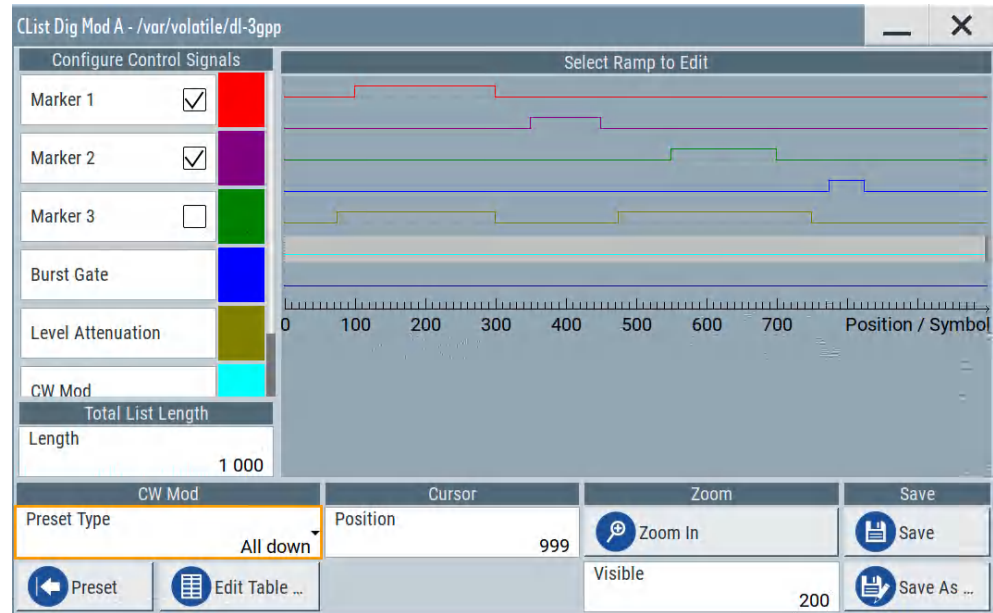 CList Dig Mod A - /var/volatile/dl-3gpp
Configure Control Signals
Select Ramp to Edit
Marker 1
Marker 2
Marker 3
Burst Gate
Level Attenuation
CW Mod
0 100 200 300 400 500 600 700 Position / Symbol
Total List Length
Length
1 000
CW Mod
Cursor
Zoom
Save
Preset Type
All down
Position
999
Zoom In
Save
Preset
Edit Table ...
Visible
200
Save As ...